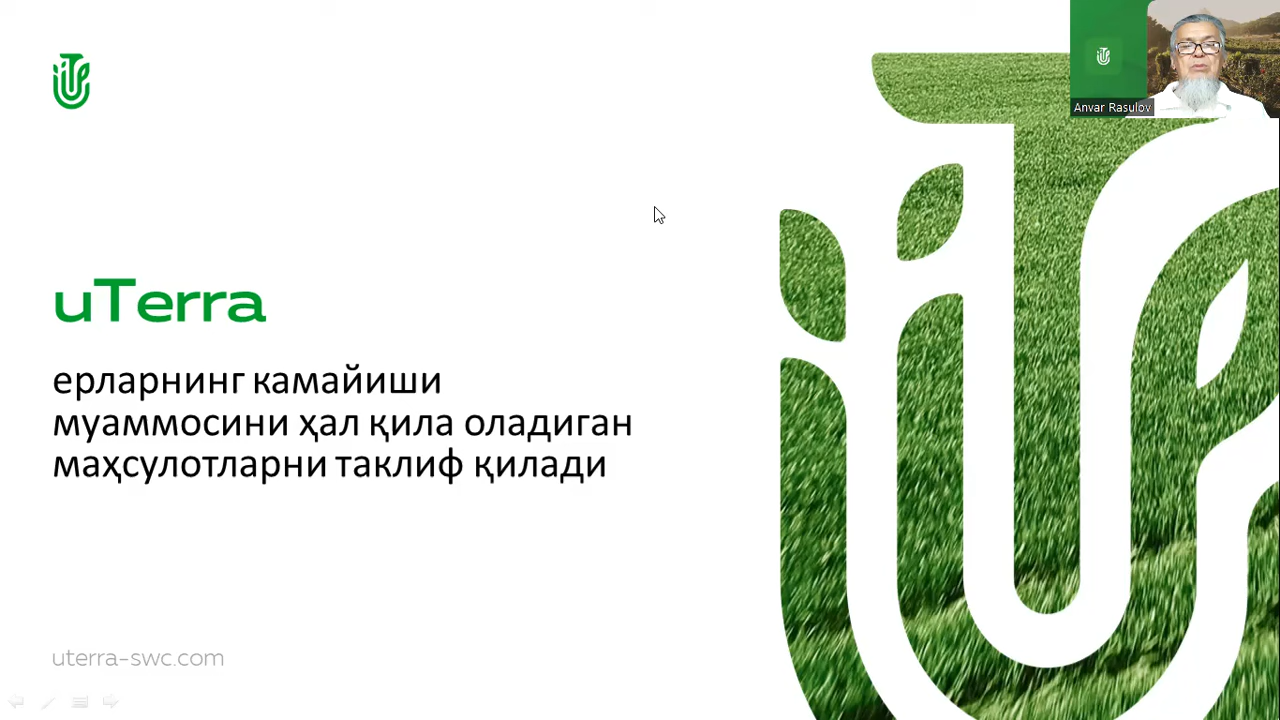 Anvar Rasulov
uTerra
ерларнинг камайиши
муаммосини ҳал қила оладиган
маҳсулотларни таклиф қилади
uterra-swc.com